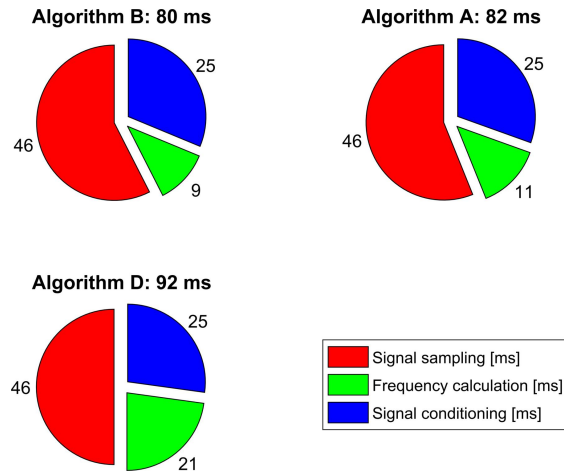 Algorithm B: 80 ms
25
46
9
Algorithm A: 82 ms
25
46
11
Algorithm D: 92 ms
25
46
21
Signal sampling [ms]
Frequency calculation [ms]
Signal conditioning [ms]